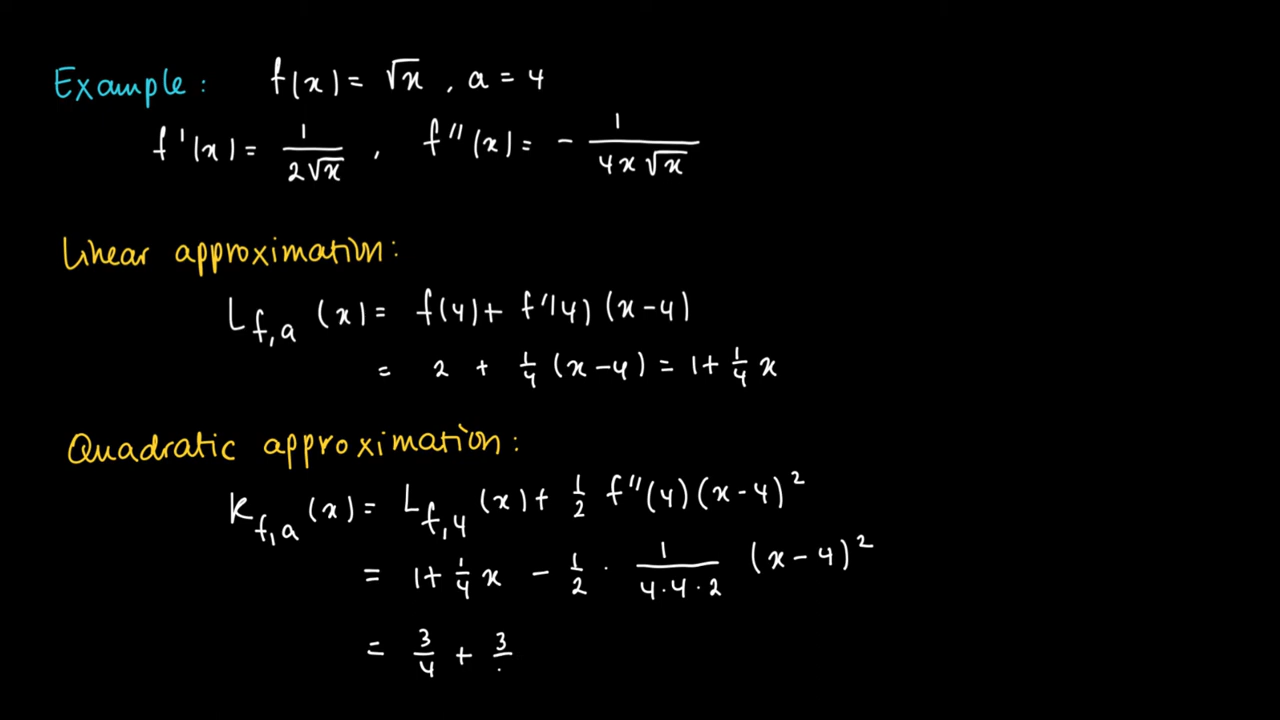 Example: f(x) = √x , a = 4
f'(x) = 1/(2√x) , f''(x) = - 1/(4x√x)
Linear approximation:
L_{f,a} (x) = f(4) + f'(4) (x-4)
= 2 + 1/4 (x-4) = 1 + 1/4 x
Quadratic approximation:
K_{f,a} (x) = L_{f,4} (x) + 1/2 f''(4) (x-4)²
= 1 + 1/4 x - 1/2 · 1/(4·4·2) (x-4)²
= 3/4 + 3/